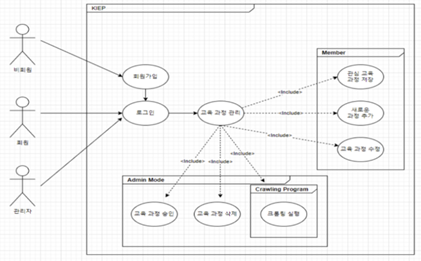 KIEP
비회원
회원
관리자
회원가입
로그인
교육 과정 관리
<Include>
<Include>
<Include>
<Include>
<Include>
<Include>
Member
관심 교육
과정 저장
새로운
과정 추가
교육 과정 수정
Admin Mode
교육 과정 승인
교육 과정 삭제
Crawling Program
크롤링 실행